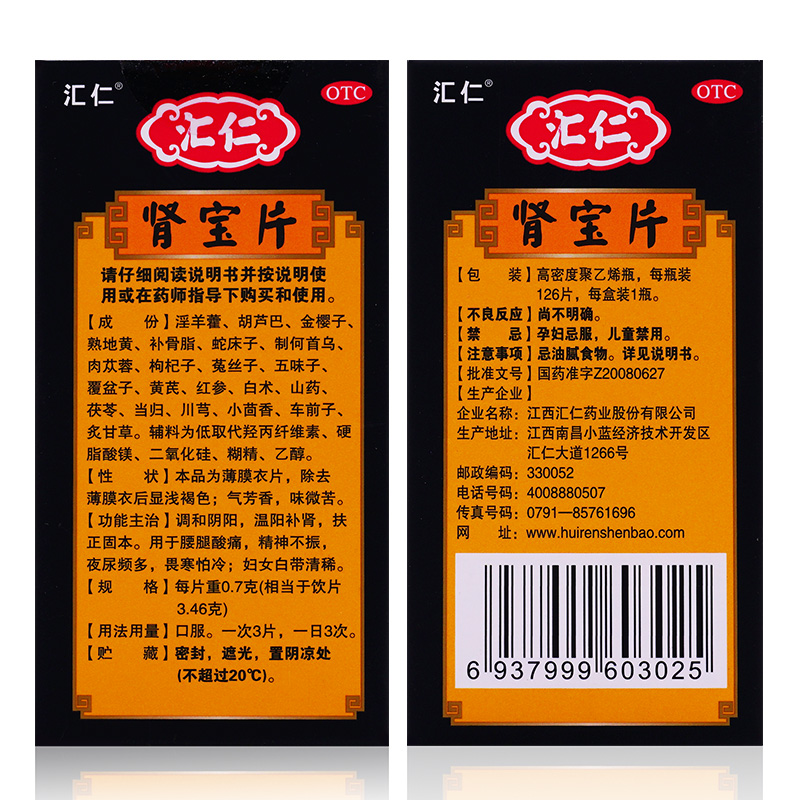 汇仁®
OTC
汇仁
肾宝片
请仔细阅读说明书并按说明使
用或在药师指导下购买和使用。
【成 份】淫羊藿、胡芦巴、金樱子、
熟地黄、补骨脂、蛇床子、制何首乌、
肉苁蓉、枸杞子、菟丝子、五味子、
覆盆子、黄芪、红参、白术、山药、
茯苓、当归、川芎、小茴香、车前子、
炙甘草。辅料为低取代羟丙纤维素、硬
脂酸镁、二氧化硅、糊精、乙醇。
【性 状】本品为薄膜衣片，除去
薄膜衣后显浅褐色；气芳香，味微苦。
【功能主治】调和阴阳，温阳补肾，扶
正固本。用于腰腿酸痛，精神不振，
夜尿频多，畏寒怕冷；妇女白带清稀。
【规 格】每片重0.7克(相当于饮片
3.46克)
【用法用量】口服。一次3片，一日3次。
【贮 藏】密封，遮光，置阴凉处
(不超过20℃)。
汇仁®
OTC
汇仁
肾宝片
【包 装】高密度聚乙烯瓶，每瓶装
126片，每盒装1瓶。
【不良反应】尚不明确。
【禁 忌】孕妇忌服，儿童禁用。
【注意事项】忌油腻食物。详见说明书。
【批准文号】国药准字Z20080627
【生产企业】
企业名称：江西汇仁药业股份有限公司
生产地址：江西南昌小蓝经济技术开发区
汇仁大道1266号
邮政编码：330052
电话号码：4008880507
传真号码：0791—85761696
网 址：www.huirenshenbao.com
6 937999 603025